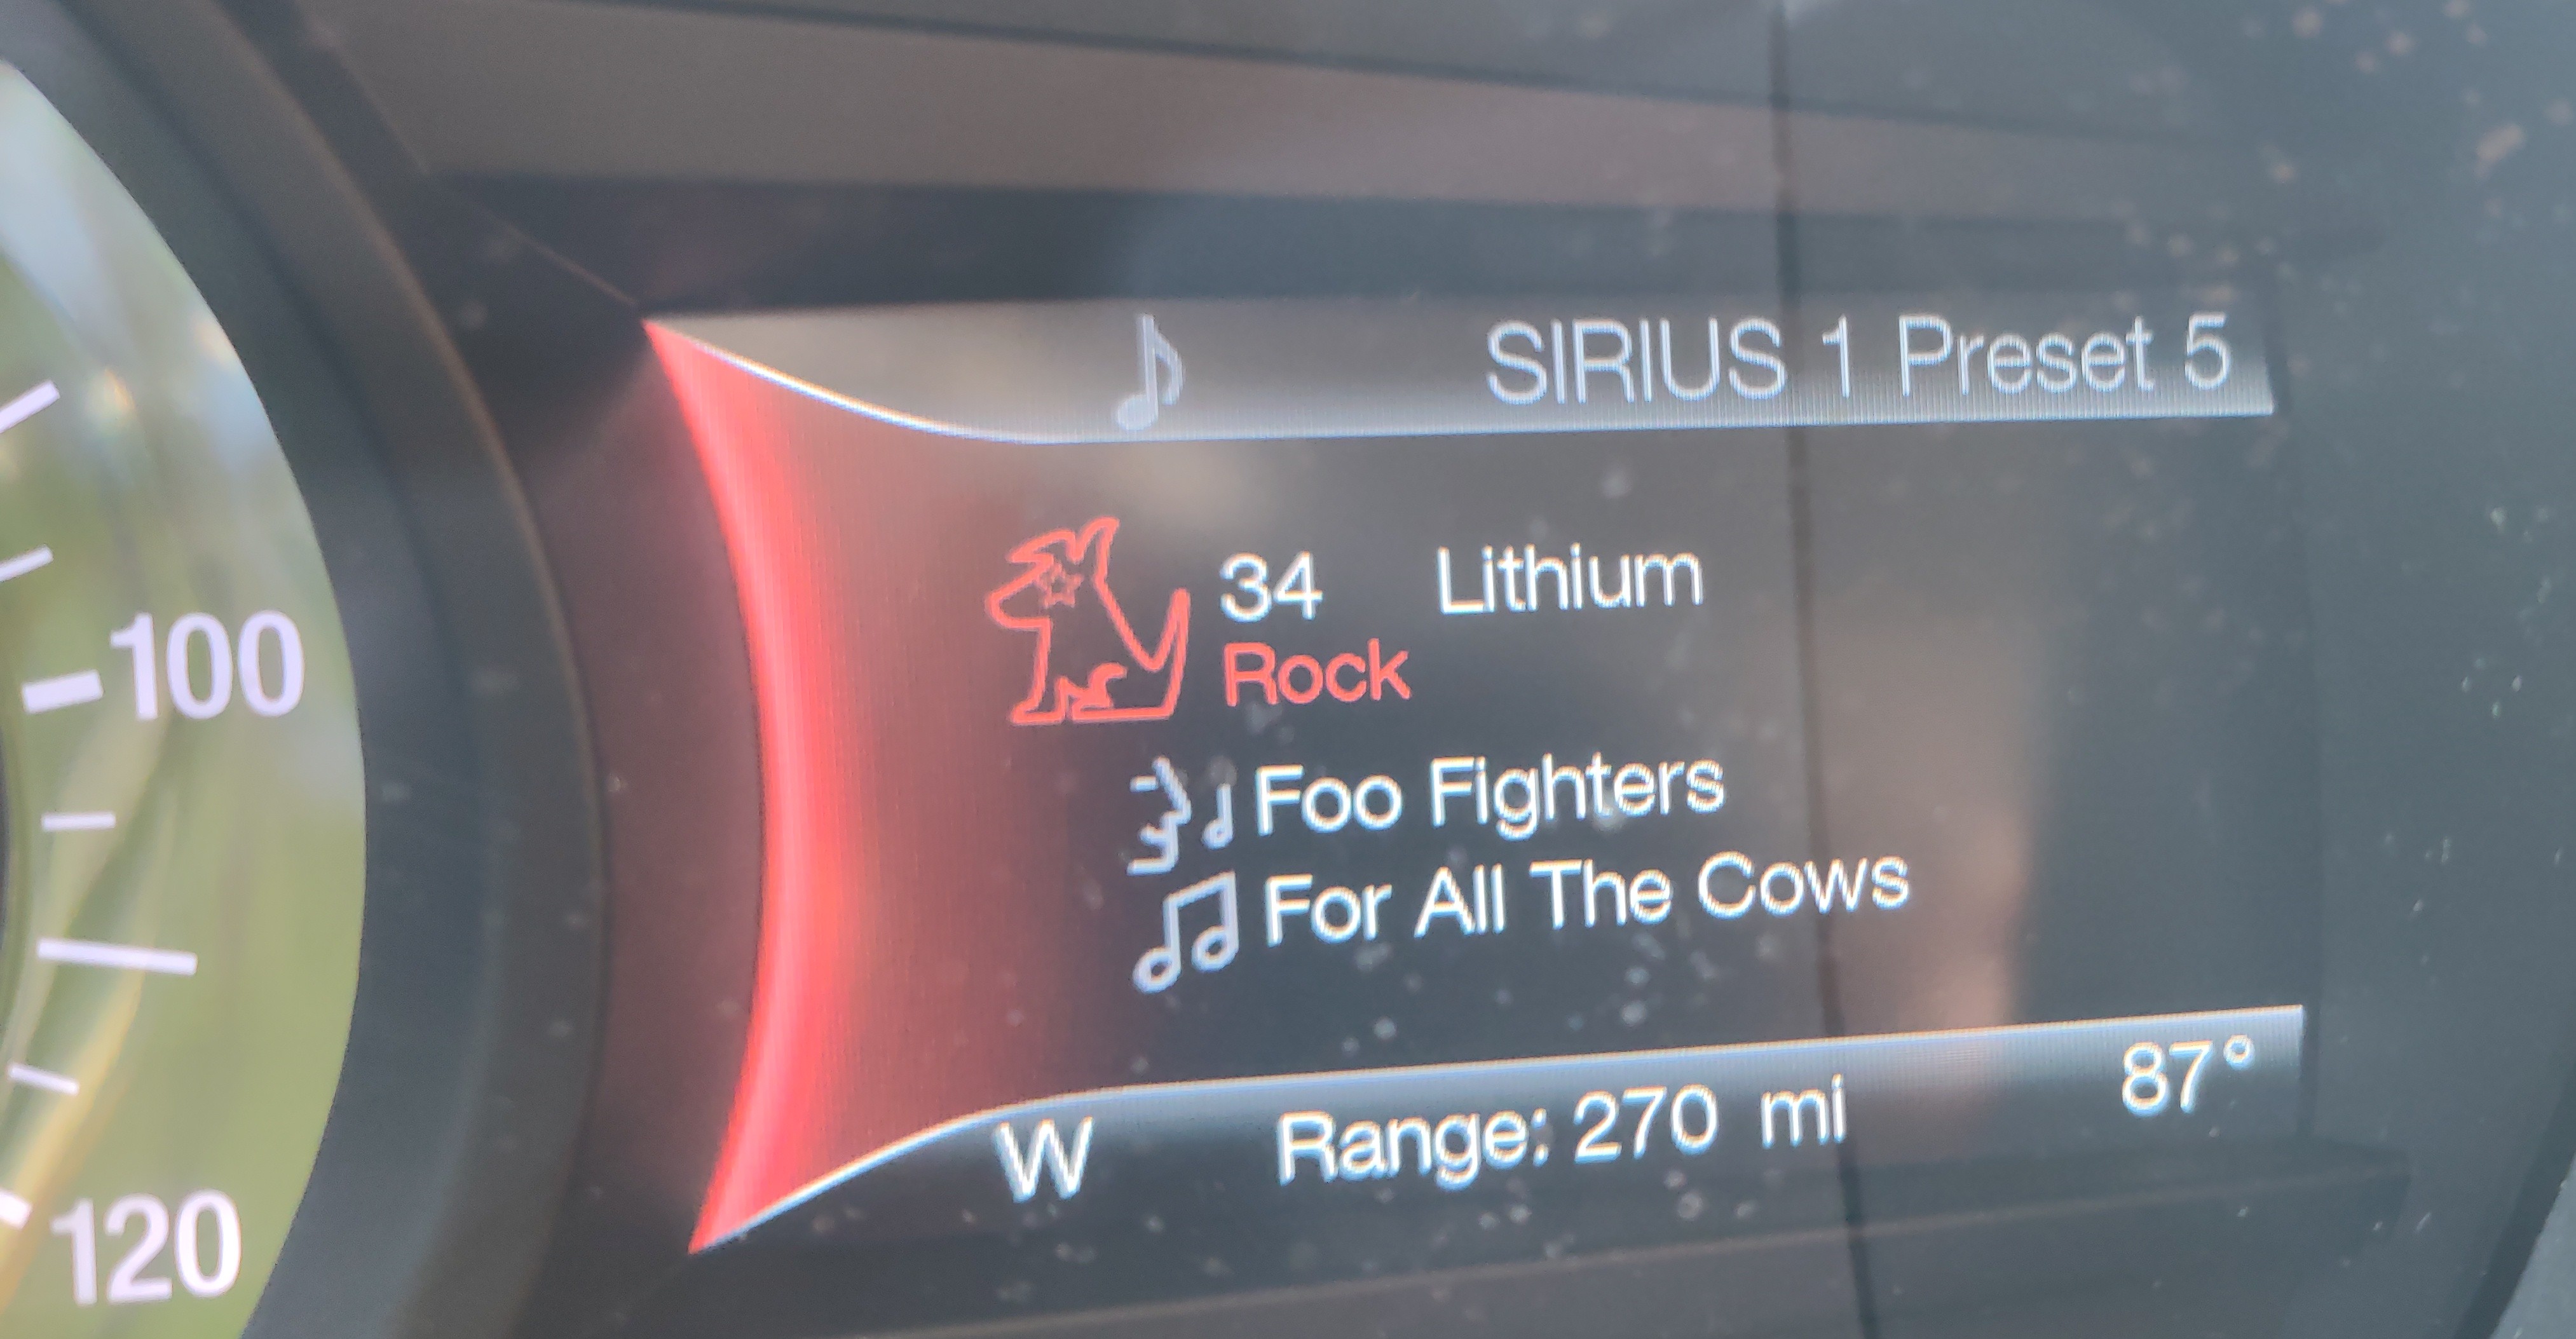 SIRIUS 1 Preset 5
34 Lithium
Rock
Foo Fighters
For All The Cows
W Range: 270 mi 87°
100
120